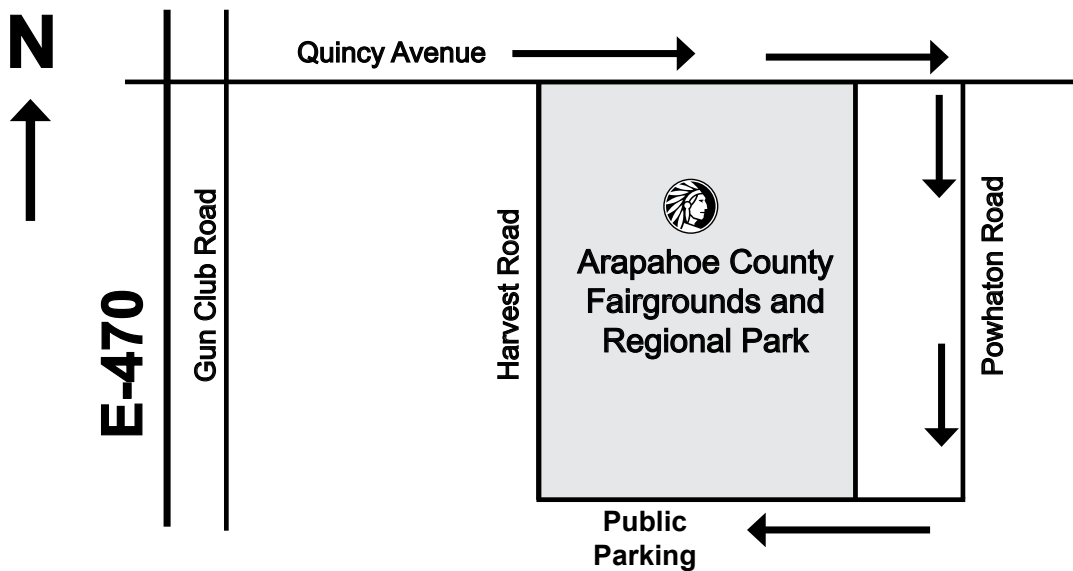 N
Quincy Avenue
E-470
Gun Club Road
Harvest Road
Arapahoe County
Fairgrounds and
Regional Park
Powhaton Road
Public
Parking